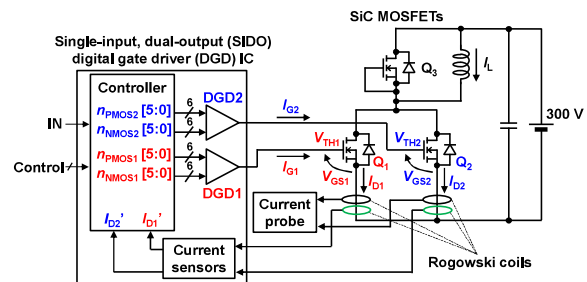 SiC MOSFETs
Single-input, dual-output (SIDO)
digital gate driver (DGD) IC
Controller
Q3
IL
6
DGD2
IG2
nPMOS2 [5:0]
IN
6
nNMOS2 [5:0]
300 V
VTH1
VTH2
6
nPMOS1 [5:0]
Control
6
nNMOS1 [5:0]
DGD1
IG1
Q1
Q2
VGS1
ID1
VGS2
ID2
Current
probe
ID2’ ID1’
Current
sensors
Rogowski coils